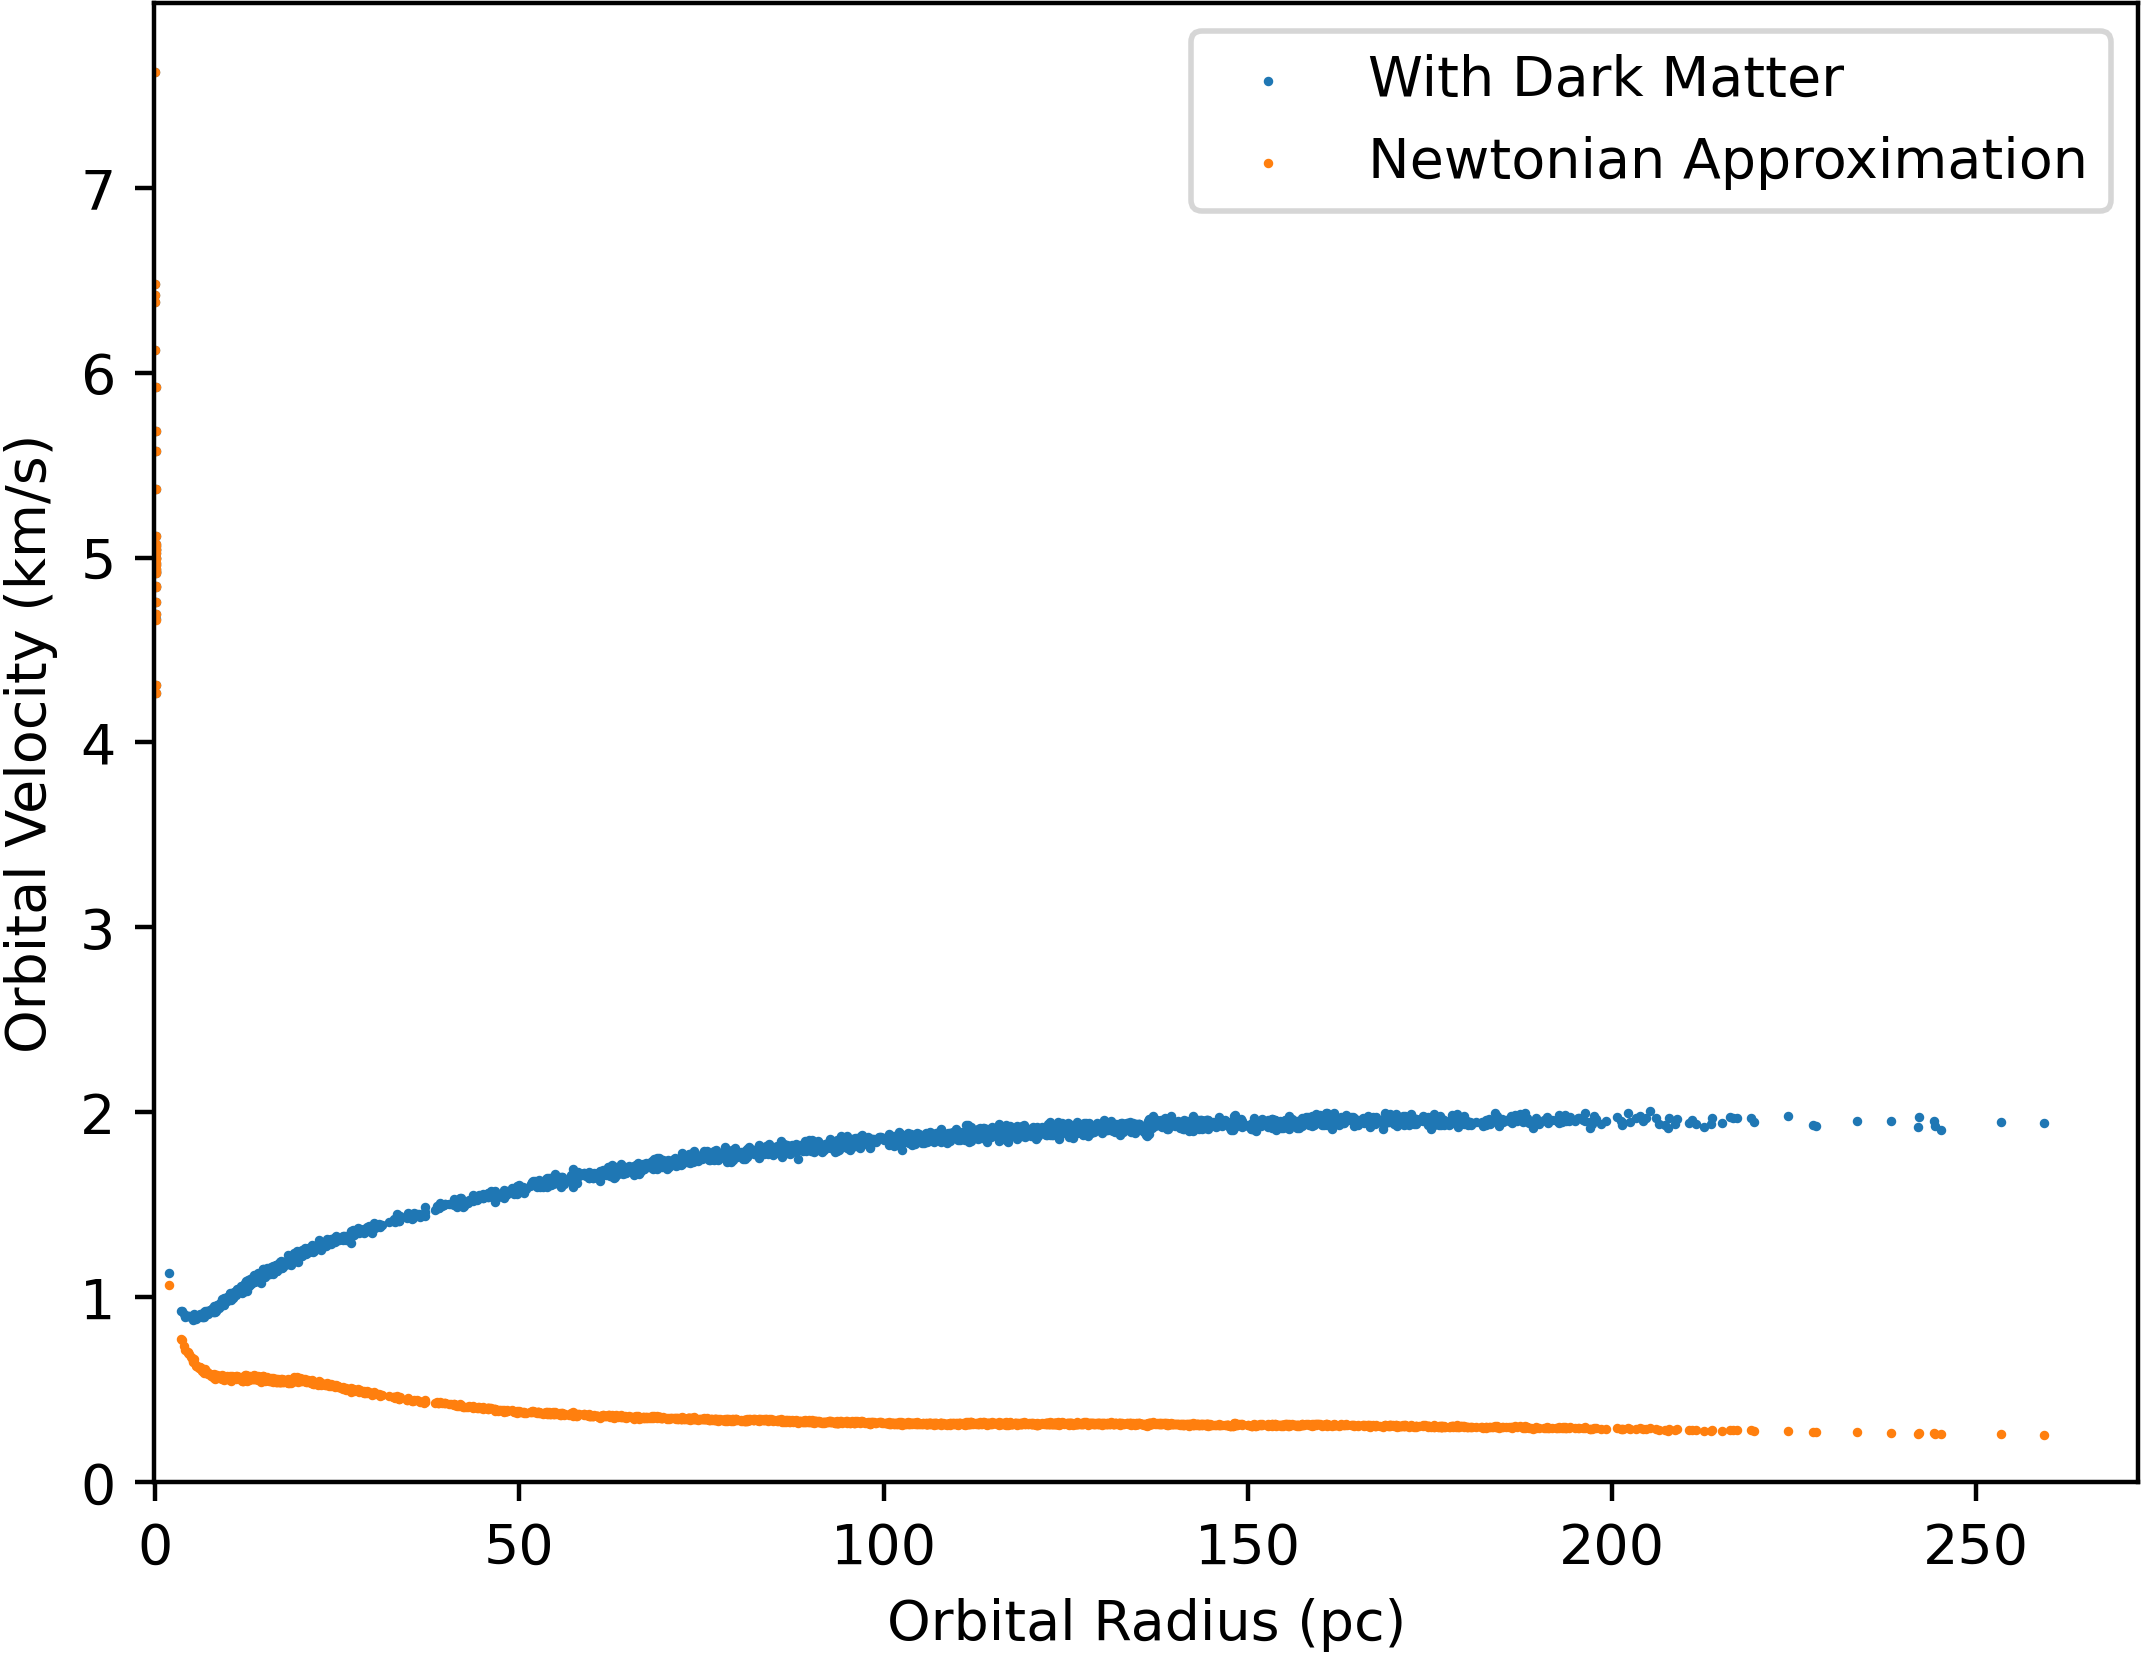 With Dark Matter
Newtonian Approximation
7
6
5
4
3
2
1
0
Orbital Velocity (km/s)
0 50 100 150 200 250
Orbital Radius (pc)